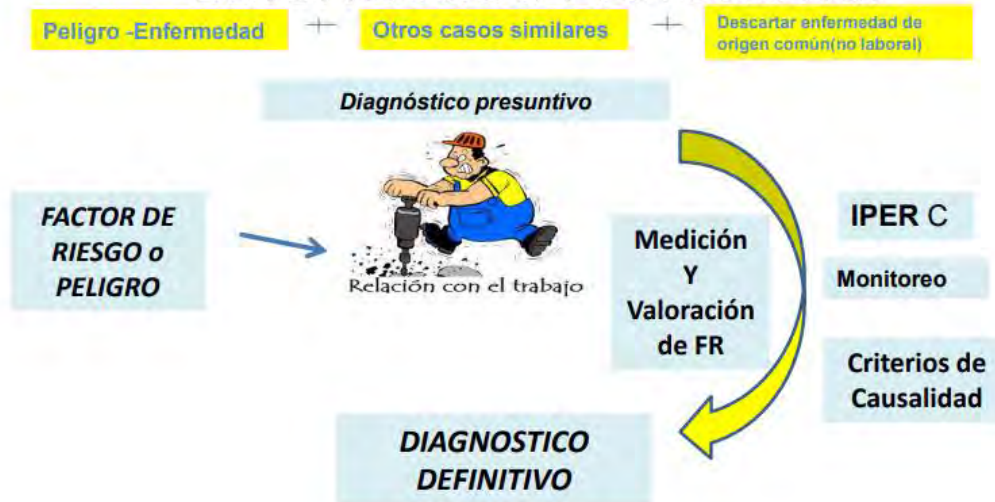 Peligro -Enfermedad + Otros casos similares + Descartar enfermedad de
origen común(no laboral)
Diagnóstico presuntivo
FACTOR DE
RIESGO o
PELIGRO
Relación con el trabajo
Medición
Y
Valoración
de FR
IPER C
Monitoreo
Criterios de
Causalidad
DIAGNOSTICO
DEFINITIVO